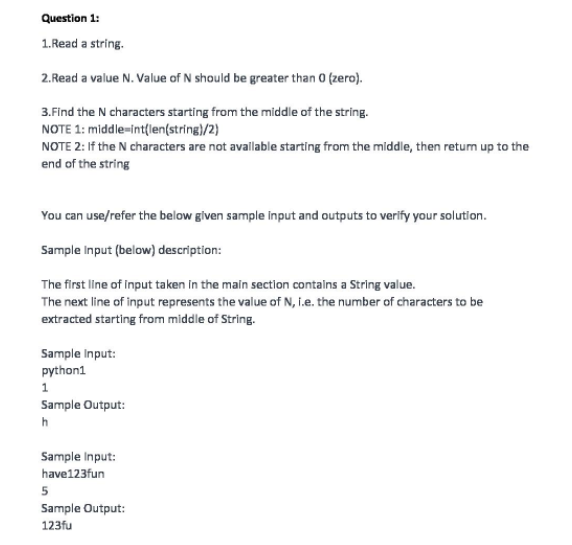 Question 1:
1.Read a string.
2.Read a value N. Value of N should be greater than 0 (zero).
3.Find the N characters starting from the middle of the string.
NOTE 1: middle=int(len(string)/2)
NOTE 2: If the N characters are not available starting from the middle, then return up to the
end of the string
You can use/refer the below given sample input and outputs to verify your solution.
Sample Input (below) description:
The first line of input taken in the main section contains a String value.
The next line of input represents the value of N, i.e. the number of characters to be
extracted starting from middle of String.
Sample Input:
python1
1
Sample Output:
h
Sample Input:
have123fun
5
Sample Output:
123fu